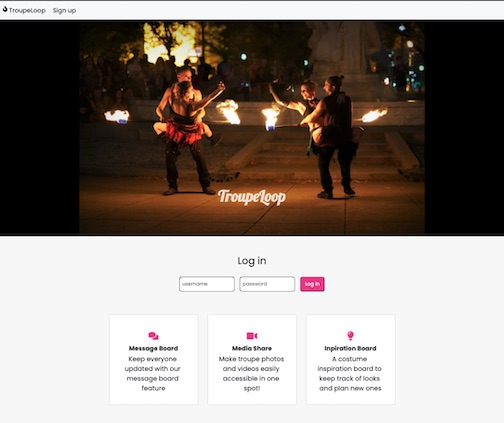 TroupeLoop Sign up
TroupeLoop
Log in
username password Log in
Message Board
Keep everyone
updated with our
message board
feature
Media Share
Make troupe photos
and videos easily
accessible in one
spot!
Inpiration Board
A costume
inspiration board to
keep track of looks
and plan new ones